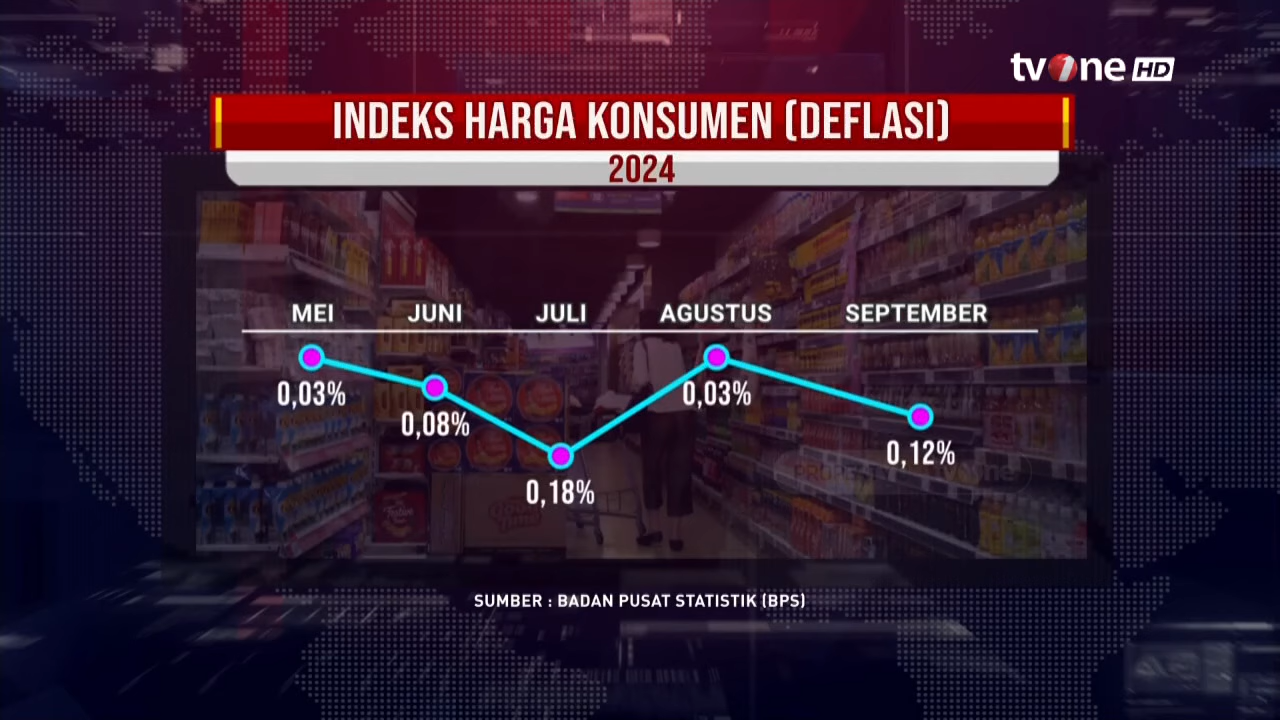 tvOne HD
INDEKS HARGA KONSUMEN (DEFLASI)
2024
MEI JUNI JULI AGUSTUS SEPTEMBER
0,03% 0,08% 0,18% 0,03% 0,12%
SUMBER : BADAN PUSAT STATISTIK (BPS)